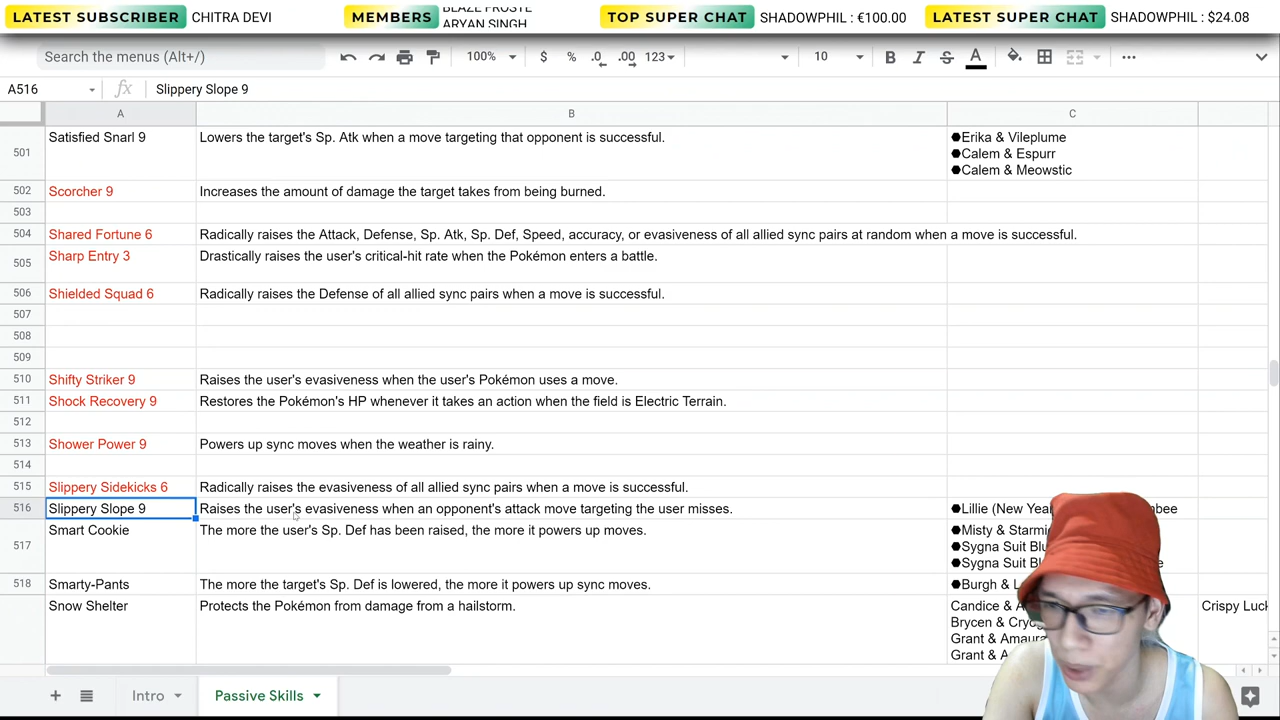 LATEST SUBSCRIBER CHITRA DEVI MEMBERS BLAZE FROSTE TOP SUPER CHAT SHADOWPHIL : €100.00 LATEST SUPER CHAT SHADOWPHIL : $24.08
ARYAN SINGH
Search the menus (Alt+/) 100% $ % .0 .00 123 10 B I S A
A516 fx Slippery Slope 9
A B C
501 Satisfied Snarl 9 Lowers the target's Sp. Atk when a move targeting that opponent is successful. ●Erika & Vileplume
●Calem & Espurr
●Calem & Meowstic
502 Scorcher 9 Increases the amount of damage the target takes from being burned.
503
504 Shared Fortune 6 Radically raises the Attack, Defense, Sp. Atk, Sp. Def, Speed, accuracy, or evasiveness of all allied sync pairs at random when a move is successful.
505 Sharp Entry 3 Drastically raises the user's critical-hit rate when the Pokémon enters a battle.
506 Shielded Squad 6 Radically raises the Defense of all allied sync pairs when a move is successful.
507
508
509
510 Shifty Striker 9 Raises the user's evasiveness when the user's Pokémon uses a move.
511 Shock Recovery 9 Restores the Pokémon's HP whenever it takes an action when the field is Electric Terrain.
512
513 Shower Power 9 Powers up sync moves when the weather is rainy.
514
515 Slippery Sidekicks 6 Radically raises the evasiveness of all allied sync pairs when a move is successful.
516 Slippery Slope 9 Raises the user's evasiveness when an opponent's attack move targeting the user misses. ●Lillie (New
517 Smart Cookie The more the user's Sp. Def has been raised, the more it powers up moves. ●Misty &
●Sygna Suit
●Sygna Suit
518 Smarty-Pants The more the target's Sp. Def is lowered, the more it powers up sync moves. ●Burgh &
Snow Shelter Protects the Pokémon from damage from a hailstorm. Candice & Crispy
Brycen &
Grant &
Grant &
+ Intro Passive Skills